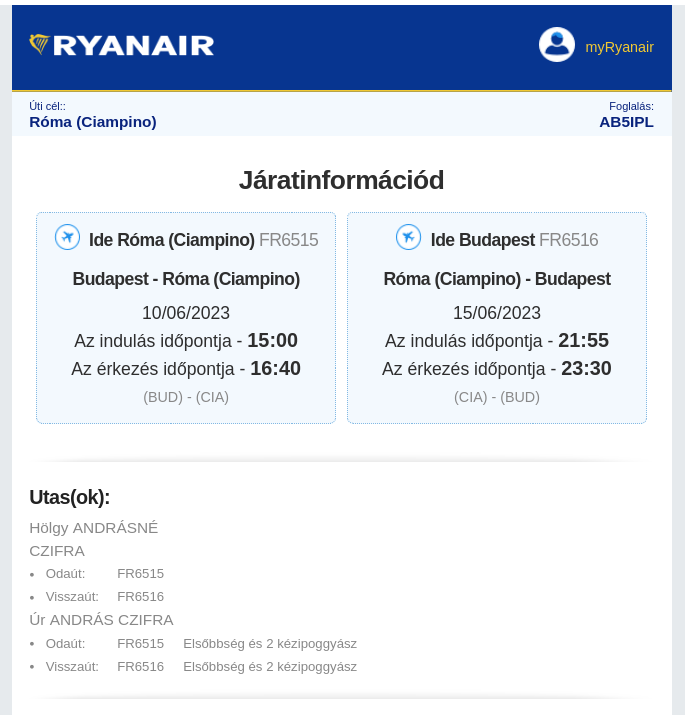 RYANAIR
myRyanair
Úti cél::
Foglalás:
Róma (Ciampino)
AB5IPL
Járatinformációd
Ide Róma (Ciampino) FR6515
Budapest - Róma (Ciampino)
10/06/2023
Az indulás időpontja - 15:00
Az érkezés időpontja - 16:40
(BUD) - (CIA)
Ide Budapest FR6516
Róma (Ciampino) - Budapest
15/06/2023
Az indulás időpontja - 21:55
Az érkezés időpontja - 23:30
(CIA) - (BUD)
Utas(ok):
Hölgy ANDRÁSNÉ
CZIFRA
• Odaút: FR6515
• Visszaút: FR6516
Úr ANDRÁS CZIFRA
• Odaút: FR6515 Elsőbbség és 2 kézipoggyász
• Visszaút: FR6516 Elsőbbség és 2 kézipoggyász